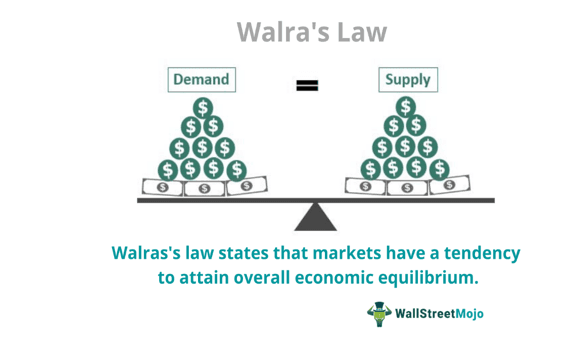 Walra's Law
Demand
=
Supply
Walras's law states that markets have a tendency
to attain overall economic equilibrium.
WallStreetMojo